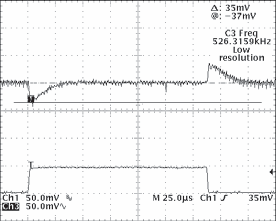 Δ: 35mV
@: -37mV
C3 Freq
526.3159kHz
Low
resolution
Ch1 50.0mV M 25.0µs Ch1 35mV
Ch3 50.0mV